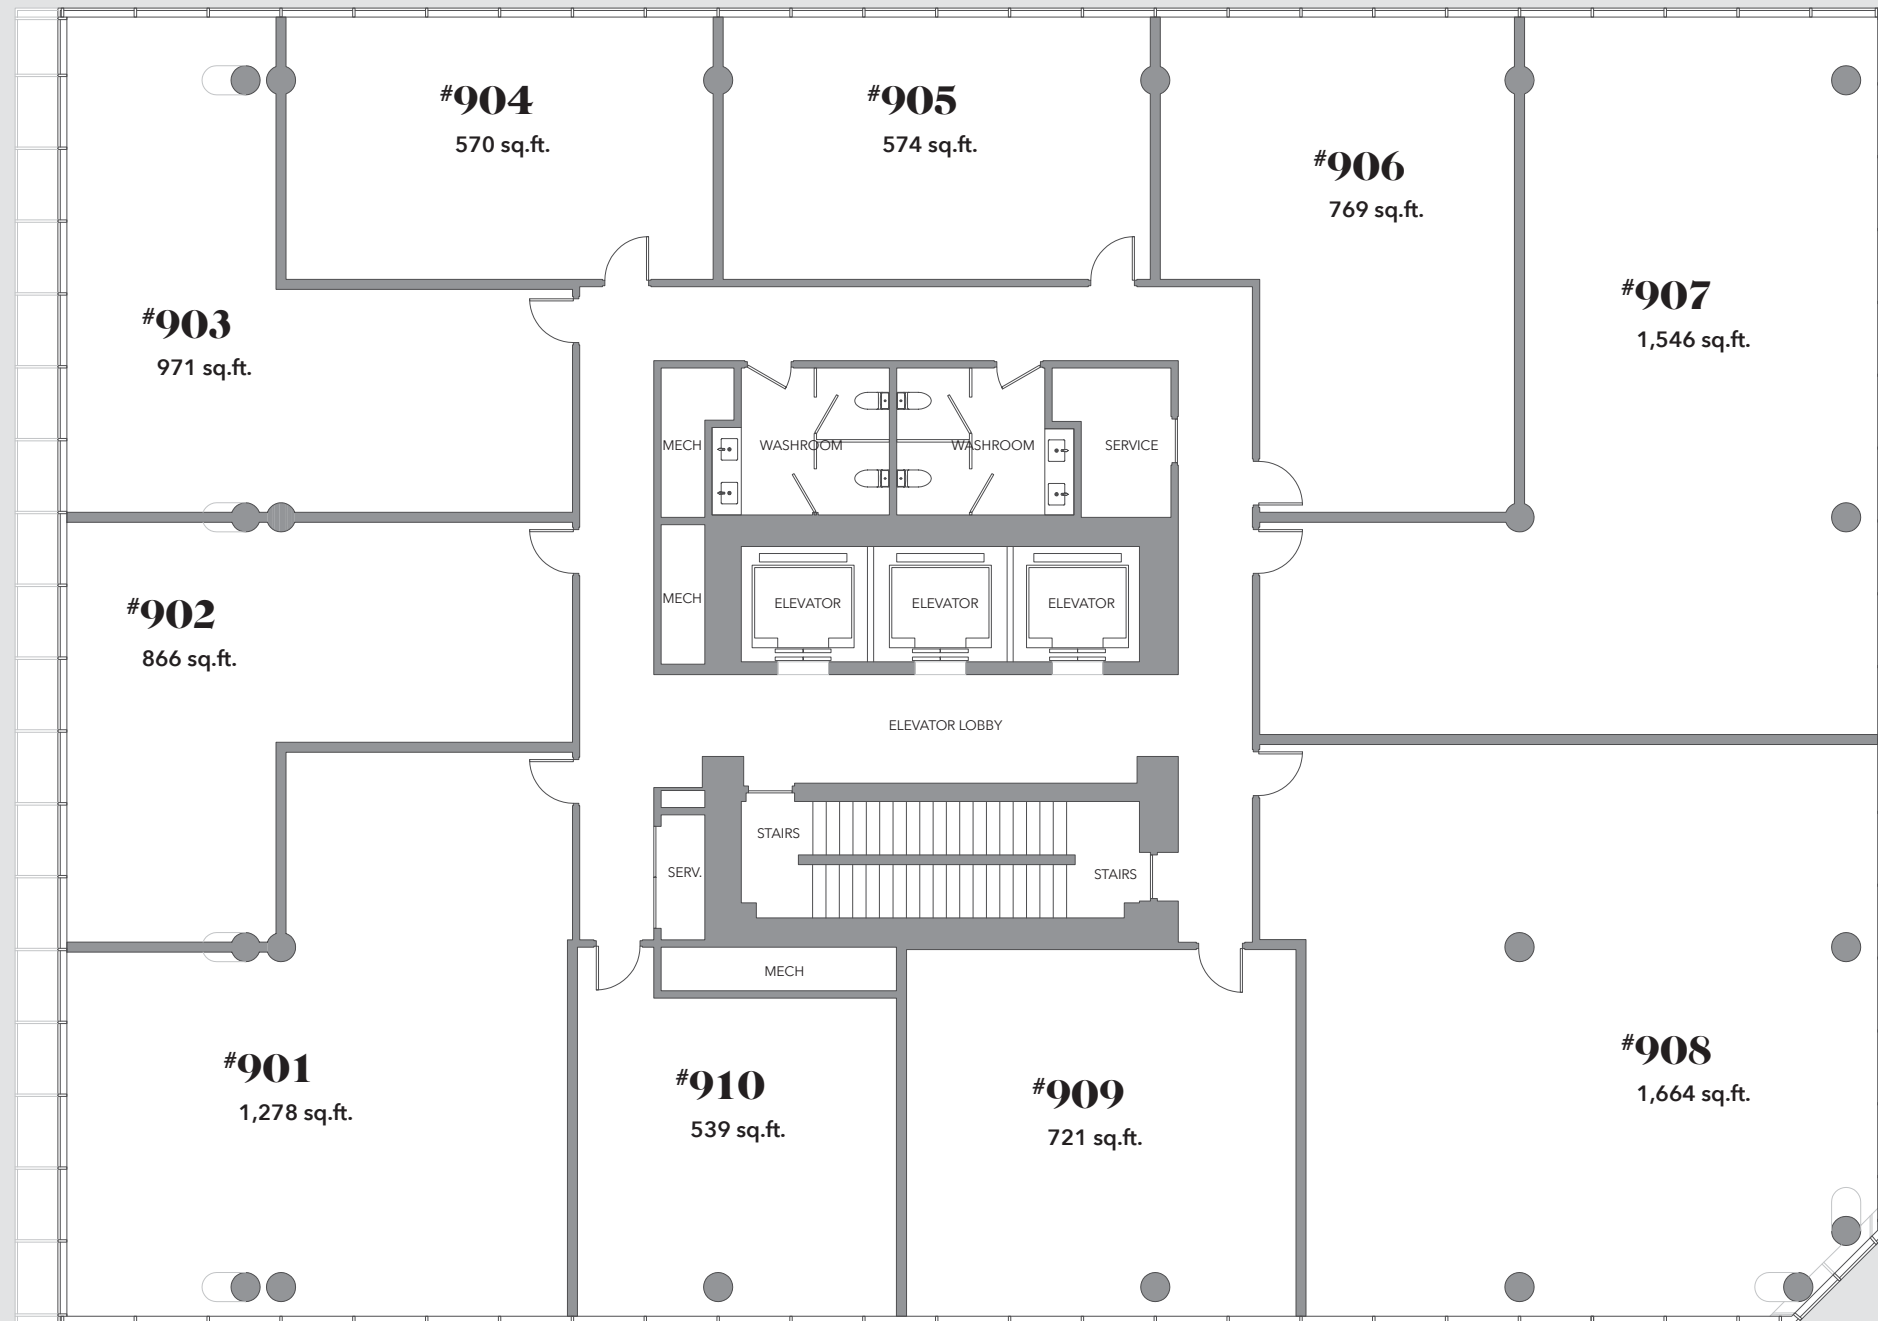 #904
570 sq.ft.
#905
574 sq.ft.
#906
769 sq.ft.
#907
1,546 sq.ft.
#903
971 sq.ft.
MECH
WASHROOM
WASHROOM
SERVICE
MECH
ELEVATOR
ELEVATOR
ELEVATOR
#902
866 sq.ft.
ELEVATOR LOBBY
STAIRS
SERV.
STAIRS
MECH
#901
1,278 sq.ft.
#910
539 sq.ft.
#909
721 sq.ft.
#908
1,664 sq.ft.